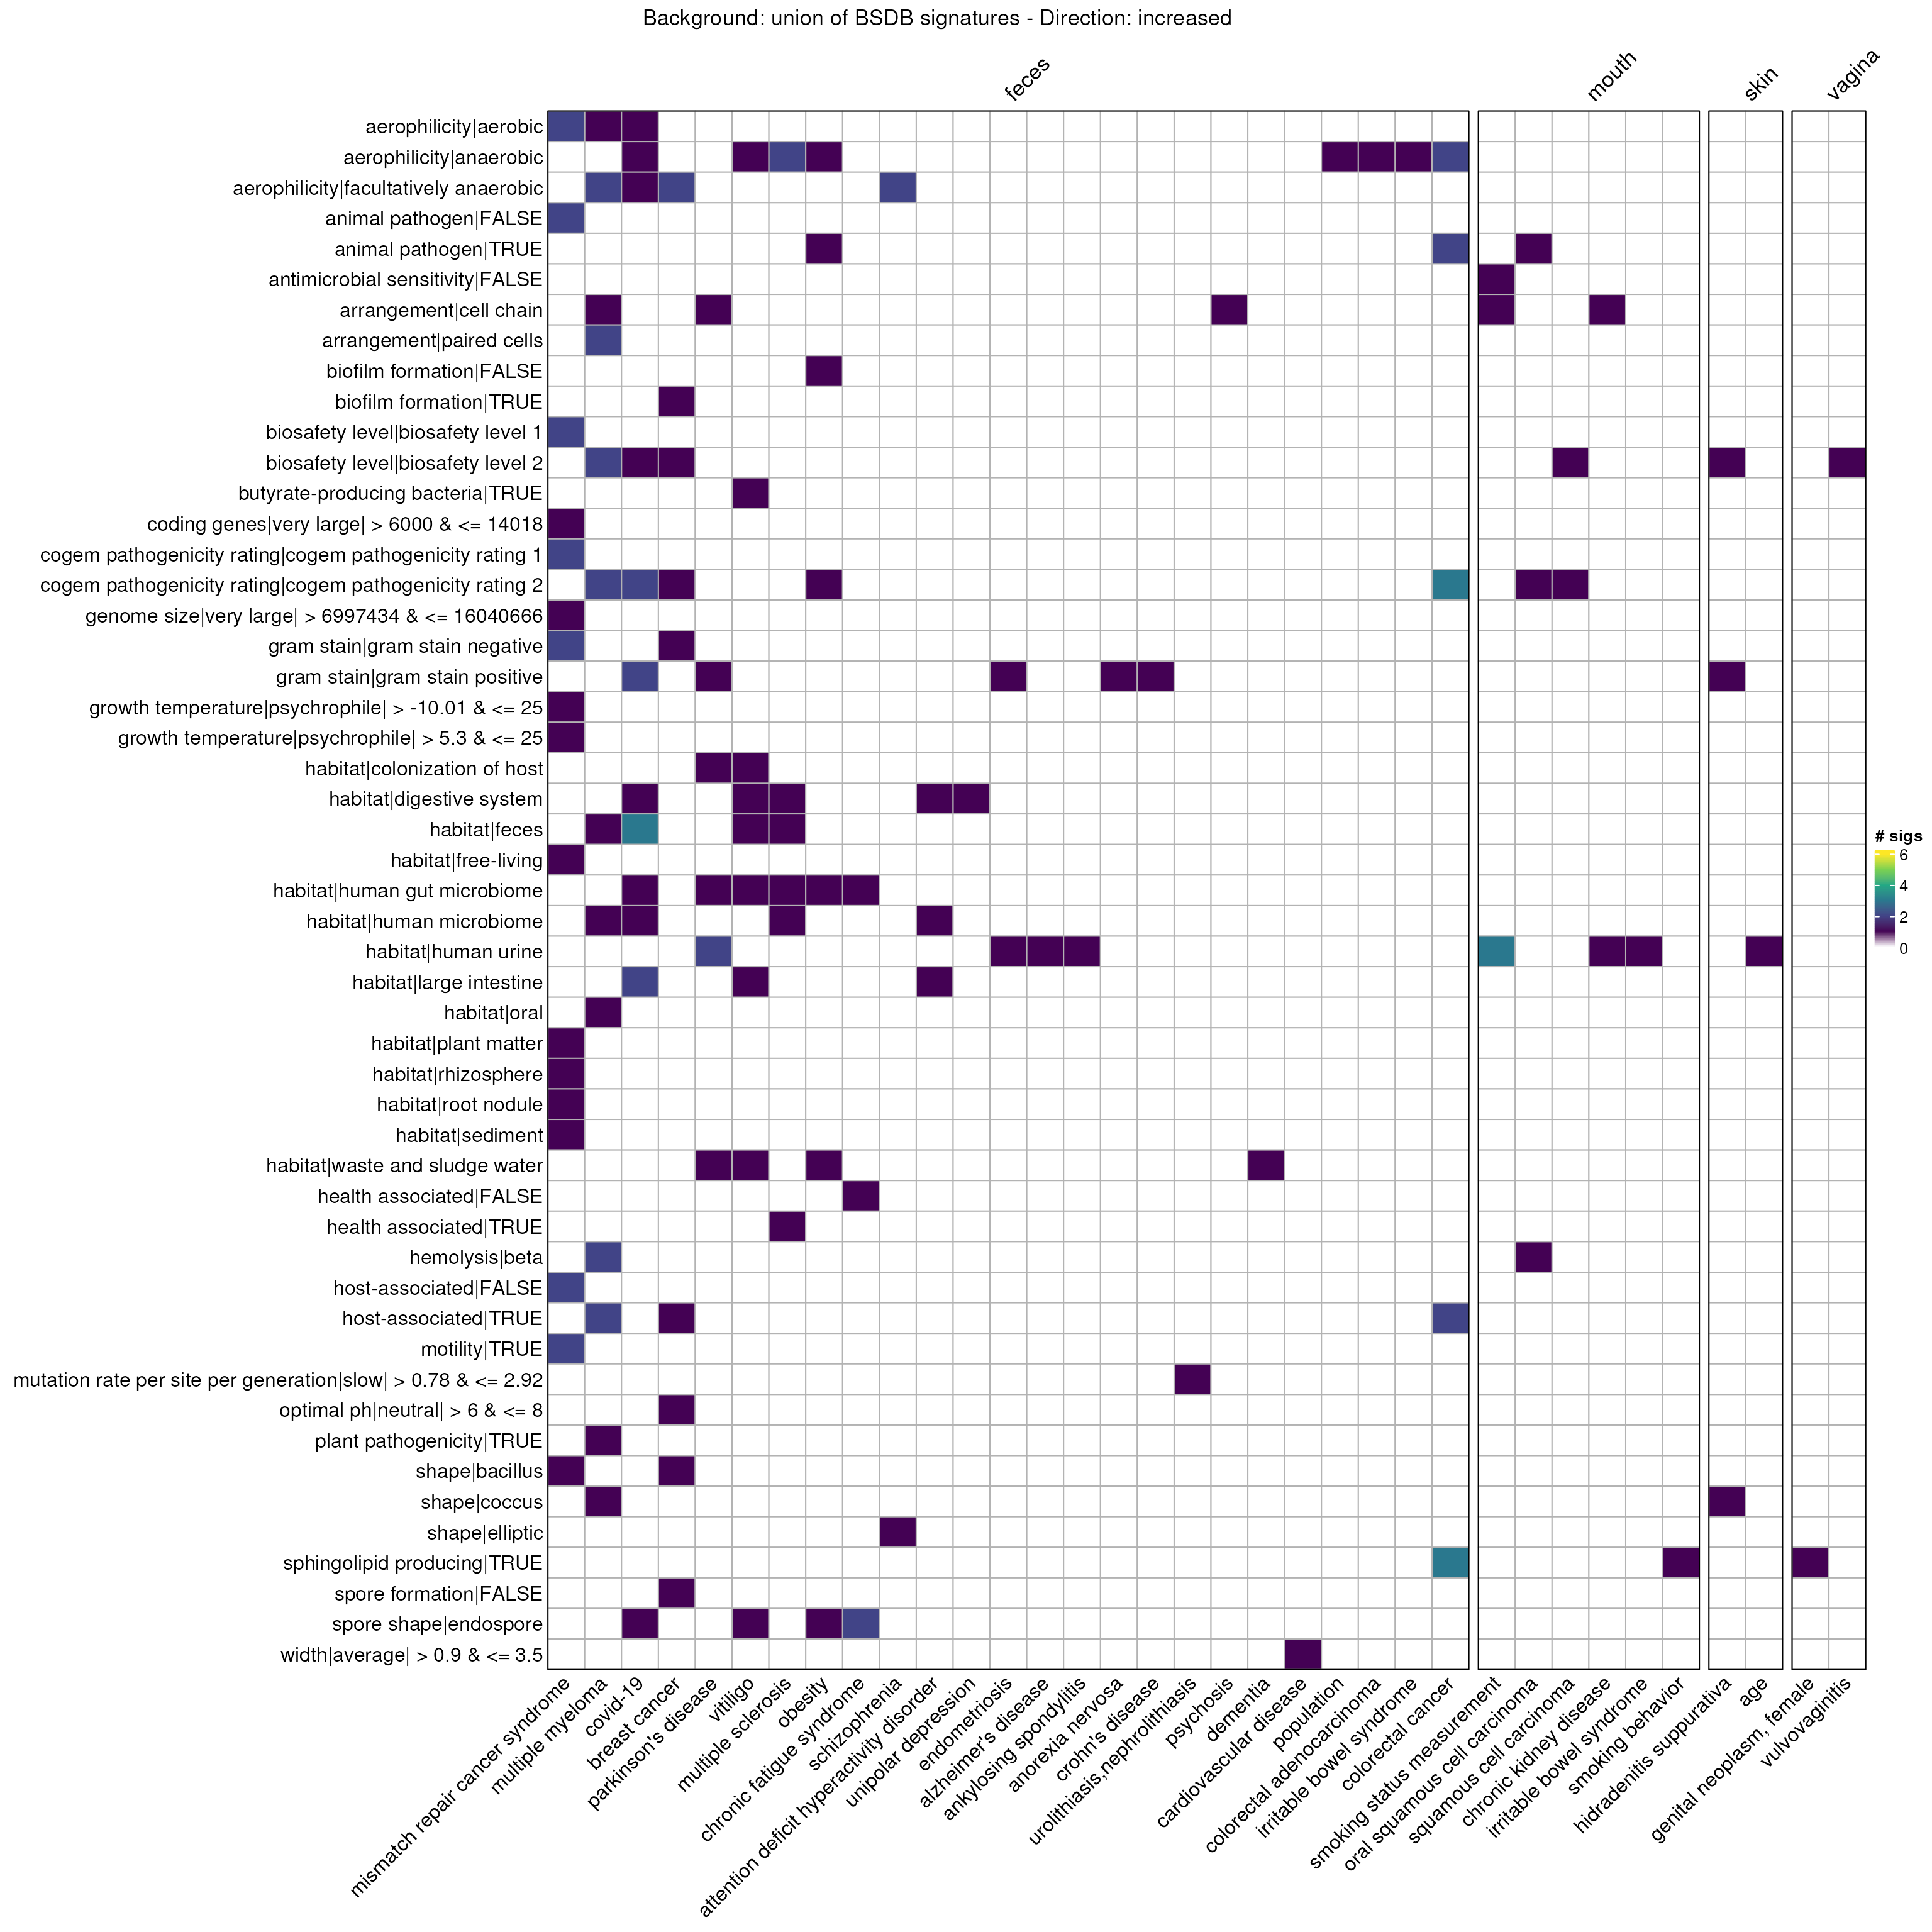 Background: union of BSDB signatures - Direction: increased
feces
mouth
skin
vagina
aerophilicity|aerobic
aerophilicity|anaerobic
aerophilicity|facultatively anaerobic
animal pathogen|FALSE
animal pathogen|TRUE
antimicrobial sensitivity|FALSE
arrangement|cell chain
arrangement|paired cells
biofilm formation|FALSE
biofilm formation|TRUE
biosafety level|biosafety level 1
biosafety level|biosafety level 2
butyrate-producing bacteria|TRUE
coding genes|very large| > 6000 & <= 14018
cogem pathogenicity rating|cogem pathogenicity rating 1
cogem pathogenicity rating|cogem pathogenicity rating 2
genome size|very large| > 6997434 & <= 16040666
gram stain|gram stain negative
gram stain|gram stain positive
growth temperature|psychrophile| > -10.01 & <= 25
growth temperature|psychrophile| > 5.3 & <= 25
habitat|colonization of host
habitat|digestive system
habitat|feces
habitat|free-living
habitat|human gut microbiome
habitat|human microbiome
habitat|human urine
habitat|large intestine
habitat|oral
habitat|plant matter
habitat|rhizosphere
habitat|root nodule
habitat|sediment
habitat|waste and sludge water
health associated|FALSE
health associated|TRUE
hemolysis|beta
host-associated|FALSE
host-associated|TRUE
motility|TRUE
mutation rate per site per generation|slow| > 0.78 & <= 2.92
optimal ph|neutral| > 6 & <= 8
plant pathogenicity|TRUE
shape|bacillus
shape|coccus
shape|elliptic
sphingolipid producing|TRUE
spore formation|FALSE
spore shape|endospore
width|average| > 0.9 & <= 3.5
# sigs
6
4
2
0
mismatch repair cancer syndrome
multiple myeloma
covid-19
breast cancer
parkinson's disease
vitiligo
multiple sclerosis
obesity
chronic fatigue syndrome
schizophrenia
attention deficit hyperactivity disorder
unipolar depression
endometriosis
alzheimer's disease
ankylosing spondylitis
anorexia nervosa
crohn's disease
urolithiasis,nephrolithiasis
psychosis
dementia
cardiovascular disease
population
colorectal adenocarcinoma
irritable bowel syndrome
colorectal cancer
smoking status measurement
oral squamous cell carcinoma
squamous cell carcinoma
chronic kidney disease
irritable bowel syndrome
smoking behavior
hidradenitis suppurativa
age
genital neoplasm, female
vulvovaginitis